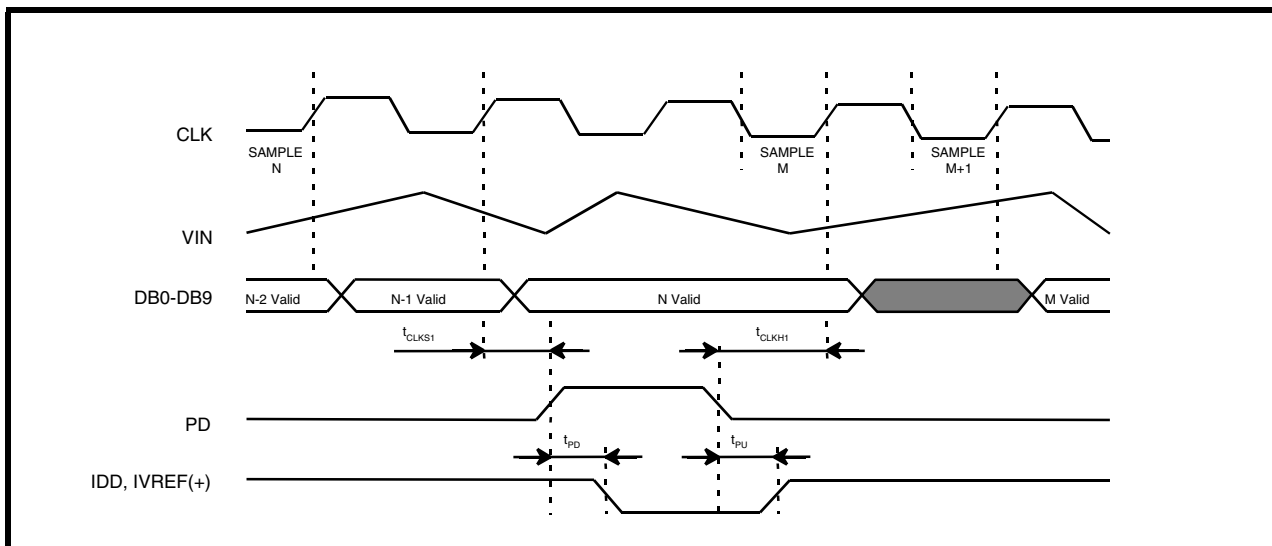 CLK
SAMPLE
N
SAMPLE
M
SAMPLE
M+1
VIN
DB0-DB9
N-2 Valid
N-1 Valid
N Valid
M Valid
tCLKS1
tCLKH1
PD
tPD
tPU
IDD, IVREF(+)